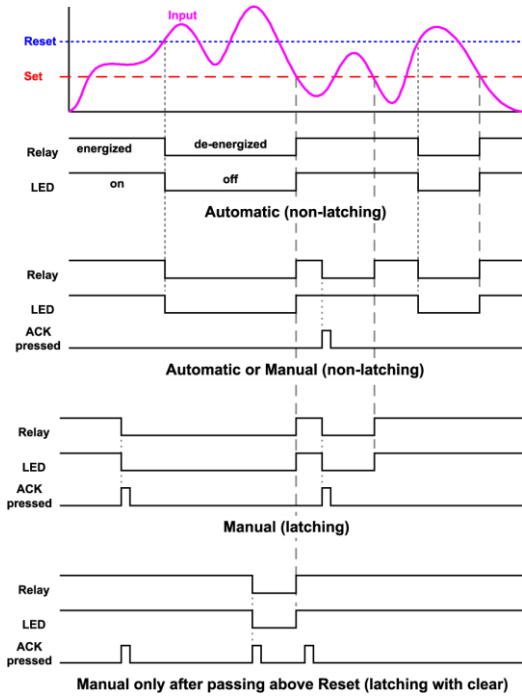 Input
Reset
Set
energized
de-energized
Relay
on
off
LED
Automatic (non-latching)
Relay
LED
ACK
pressed
Automatic or Manual (non-latching)
Relay
LED
ACK
pressed
Manual (latching)
Relay
LED
ACK
pressed
Manual only after passing above Reset (latching with clear)